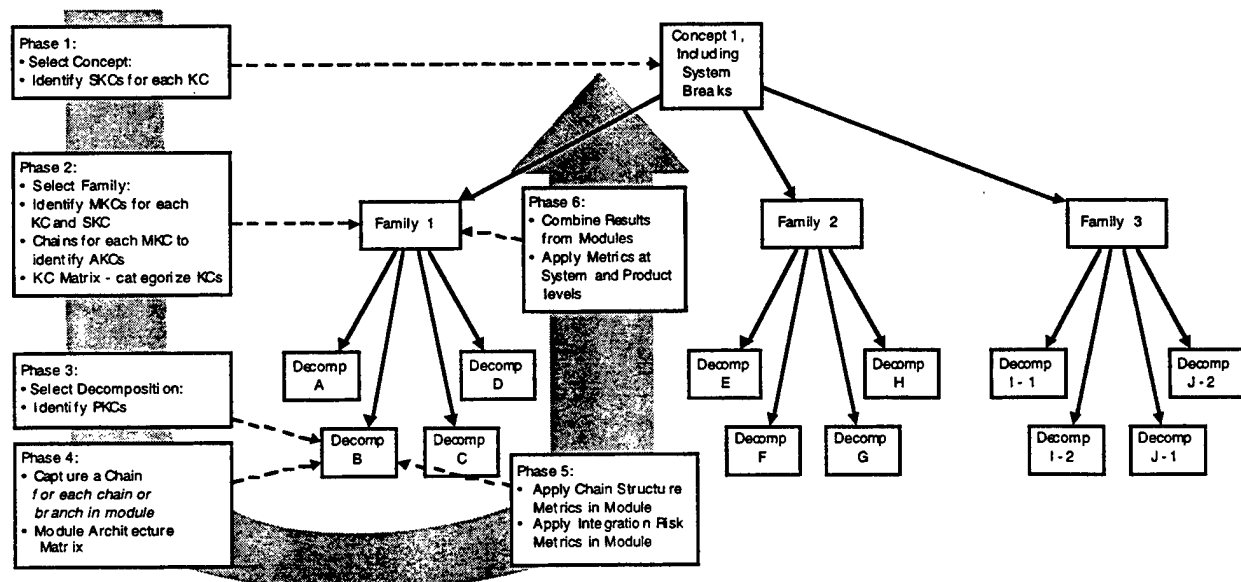 Phase 1:
• Select Concept:
• Identify SKCs for each KC
Concept 1,
Including
System
Breaks
Phase 2:
• Select Family:
• Identify MKCs for each
KC and SKC
• Chains for each MKC to
identify AKCs
• KC Matrix - categorize KCs
Family 1
Phase 6:
• Combine Results
from Modules
• Apply Metrics at
System and Product
levels
Family 2
Family 3
Phase 3:
• Select Decomposition:
• Identify PKCs
Decomp
A
Decomp
D
Decomp
E
Decomp
H
Decomp
I - 1
Decomp
J - 2
Decomp
B
Decomp
C
Decomp
F
Decomp
G
Decomp
I - 2
Decomp
J - 1
Phase 4:
• Capture a Chain
for each chain or
branch in module
• Module Architecture
Matrix
Phase 5:
• Apply Chain Structure
Metrics in Module
• Apply Integration Risk
Metrics in Module